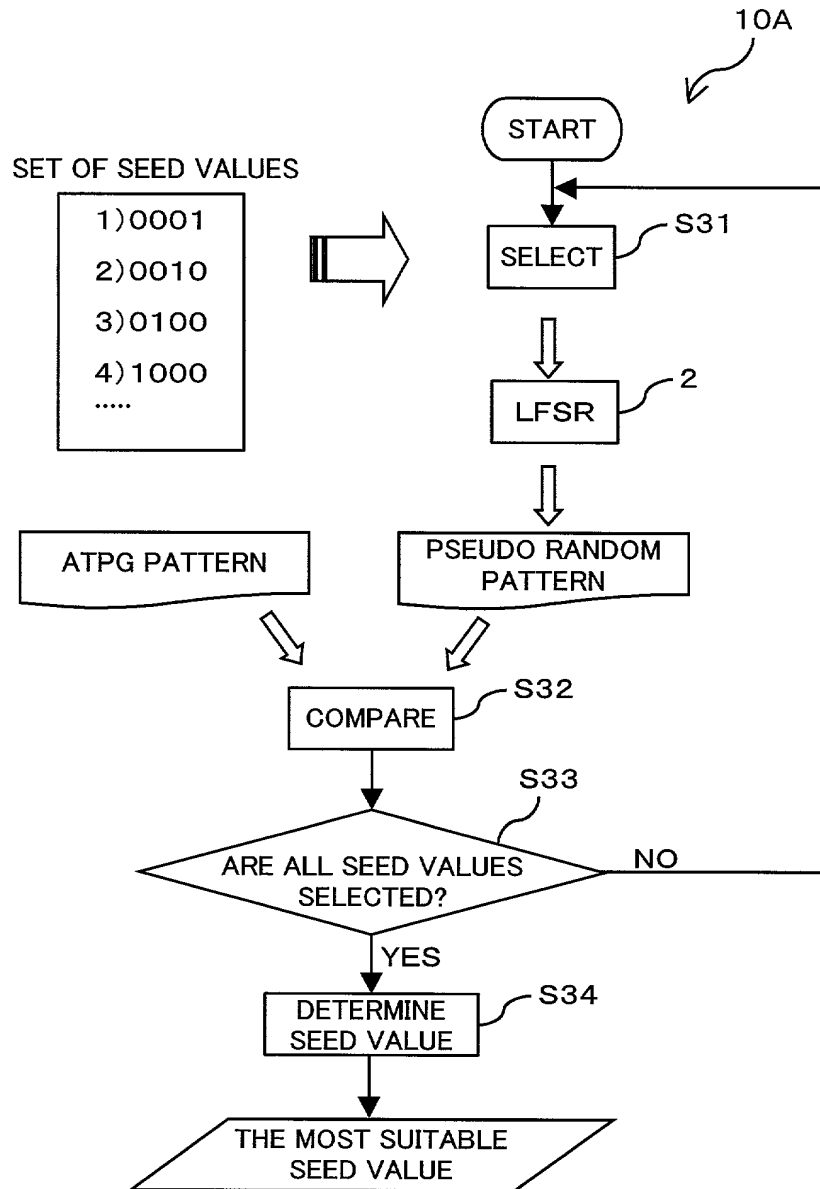 10A
START
SET OF SEED VALUES
1)0001
2)0010
3)0100
4)1000
.....
S31
SELECT
2
LFSR
ATPG PATTERN
PSEUDO RANDOM
PATTERN
S32
COMPARE
S33
ARE ALL SEED VALUES
SELECTED?
NO
YES
S34
DETERMINE
SEED VALUE
THE MOST SUITABLE
SEED VALUE